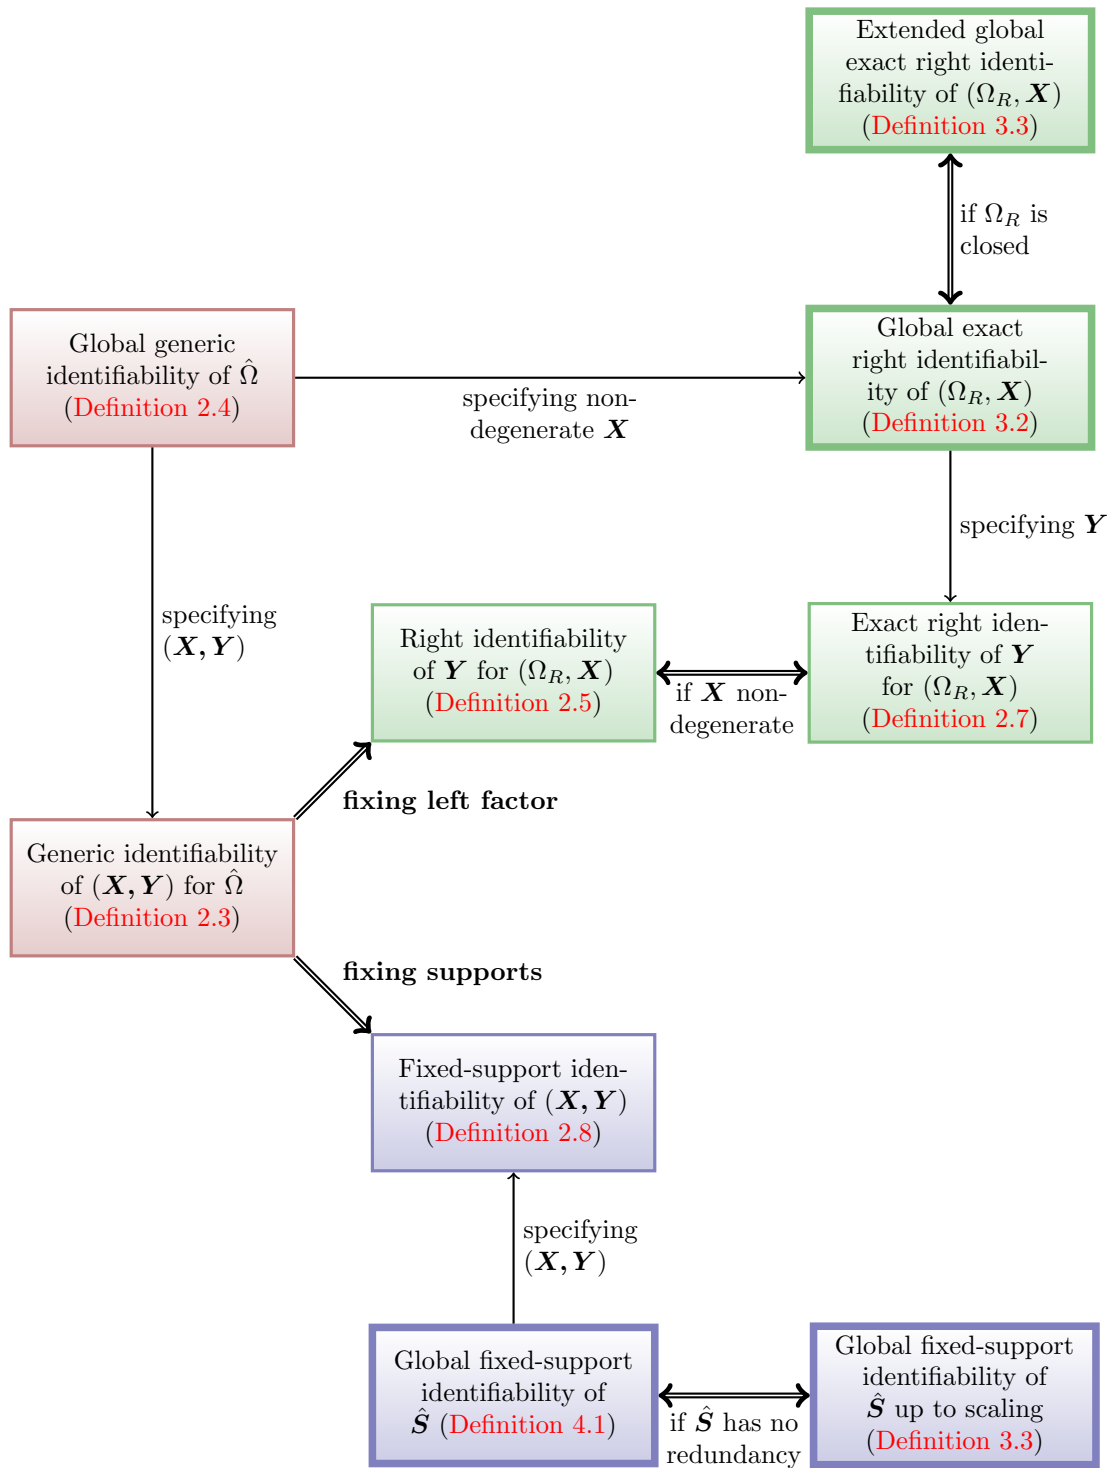 Extended global
exact right identi-
fiability of (Ω_R, X)
(Definition 3.3)
if Ω_R is
closed
Global generic
identifiability of Ω̂
(Definition 2.4)
specifying non-
degenerate X
Global exact
right identifiabil-
ity of (Ω_R, X)
(Definition 3.2)
specifying Y
specifying
(X, Y)
Right identifiability
of Y for (Ω_R, X)
(Definition 2.5)
if X non-
degenerate
Exact right iden-
tifiability of Y
for (Ω_R, X)
(Definition 2.7)
fixing left factor
Generic identifiability
of (X, Y) for Ω̂
(Definition 2.3)
fixing supports
Fixed-support iden-
tifiability of (X, Y)
(Definition 2.8)
specifying
(X, Y)
Global fixed-support
identifiability of
Ŝ (Definition 4.1)
if Ŝ has no
redundancy
Global fixed-support
identifiability of
Ŝ up to scaling
(Definition 3.3)